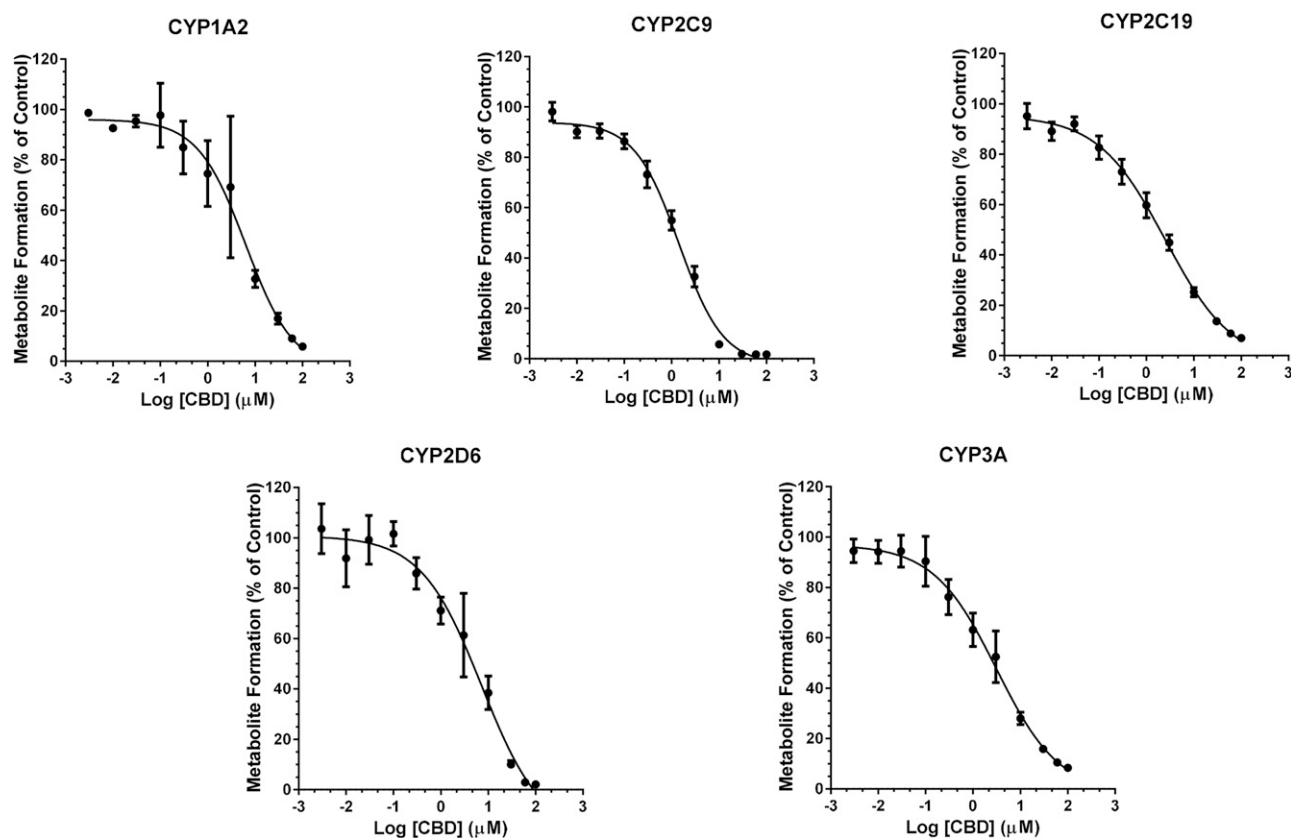 CYP1A2
Metabolite Formation (% of Control)
120
100
80
60
40
20
0
-3 -2 -1 0 1 2 3
Log [CBD] (μM)
CYP2C9
Metabolite Formation (% of Control)
120
100
80
60
40
20
0
-3 -2 -1 0 1 2 3
Log [CBD] (μM)
CYP2C19
Metabolite Formation (% of Control)
120
100
80
60
40
20
0
-3 -2 -1 0 1 2 3
Log [CBD] (μM)
CYP2D6
Metabolite Formation (% of Control)
120
100
80
60
40
20
0
-3 -2 -1 0 1 2 3
Log [CBD] (μM)
CYP3A
Metabolite Formation (% of Control)
120
100
80
60
40
20
0
-3 -2 -1 0 1 2 3
Log [CBD] (μM)